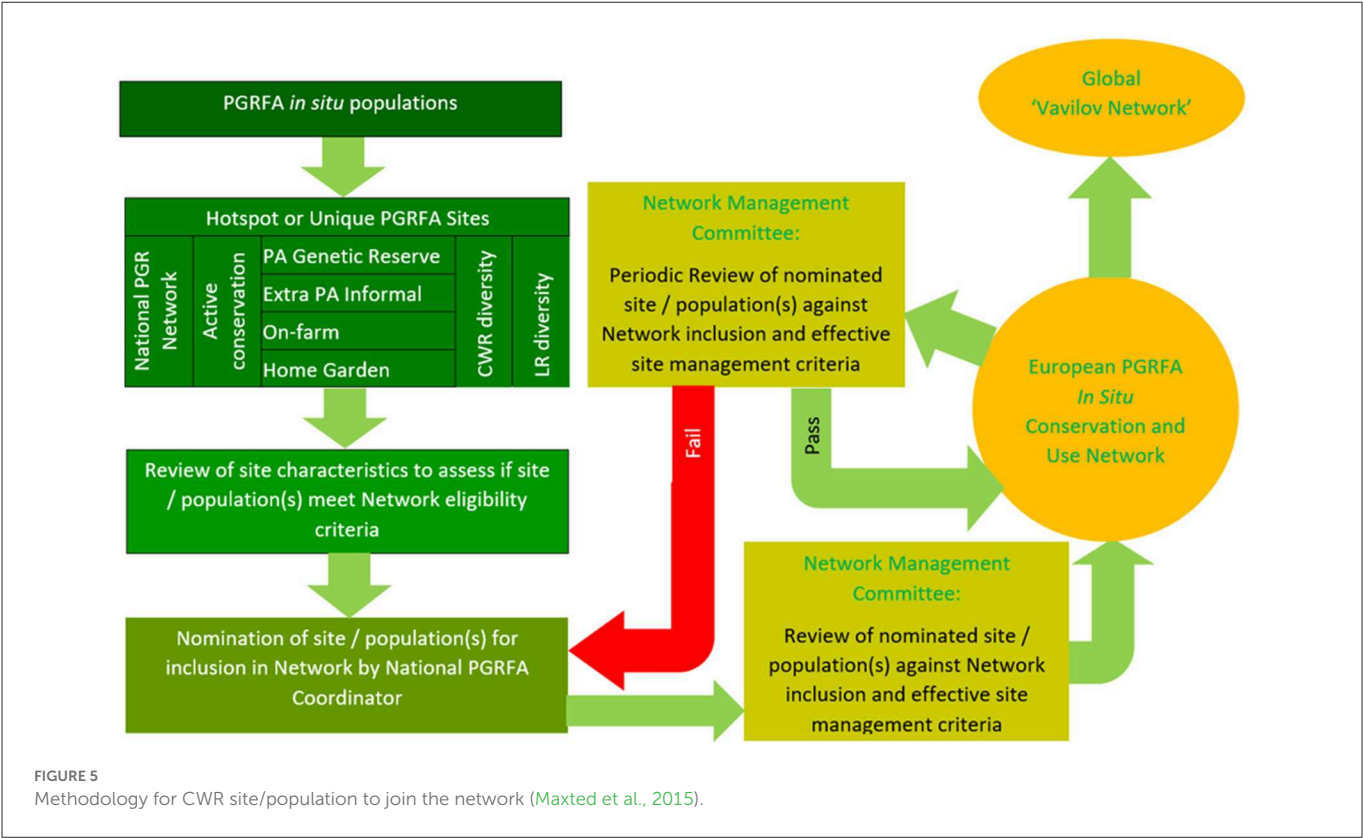 PGRFA in situ populations
Hotspot or Unique PGRFA Sites
National PGR
Network
Active
conservation
PA Genetic Reserve
Extra PA Informal
On-farm
Home Garden
CWR diversity
LR diversity
Review of site characteristics to assess if site
/ population(s) meet Network eligibility
criteria
Nomination of site / population(s) for
inclusion in Network by National PGRFA
Coordinator
Network Management
Committee:
Periodic Review of nominated
site / population(s) against
Network inclusion and effective
site management criteria
Fail
Pass
Network Management
Committee:
Review of nominated site /
population(s) against Network
inclusion and effective site
management criteria
Global
‘Vavilov Network’
European PGRFA
In Situ
Conservation and
Use Network
FIGURE 5
Methodology for CWR site/population to join the network (Maxted et al., 2015).